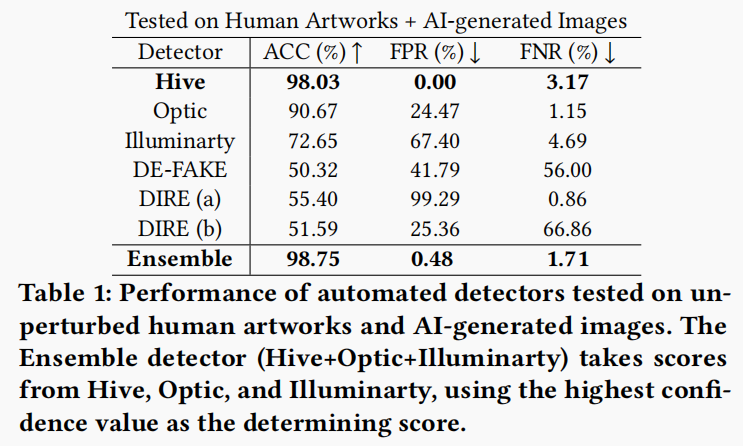 Tested on Human Artworks + AI-generated Images
Detector ACC (%) ↑ FPR (%) ↓ FNR (%) ↓
Hive 98.03 0.00 3.17
Optic 90.67 24.47 1.15
Illuminarty 72.65 67.40 4.69
DE-FAKE 50.32 41.79 56.00
DIRE (a) 55.40 99.29 0.86
DIRE (b) 51.59 25.36 66.86
Ensemble 98.75 0.48 1.71
Table 1: Performance of automated detectors tested on un-
perturbed human artworks and AI-generated images. The
Ensemble detector (Hive+Optic+Illuminarty) takes scores
from Hive, Optic, and Illuminarty, using the highest confi-
dence value as the determining score.